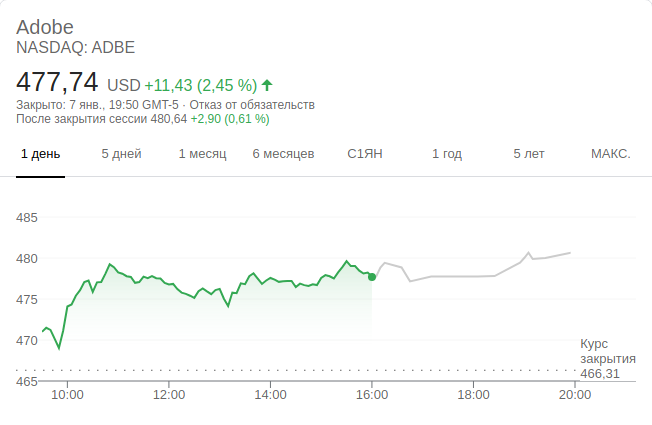 Adobe
NASDAQ: ADBE
477,74 USD +11,43 (2,45 %)
Закрыто: 7 янв., 19:50 GMT-5 · Отказ от обязательств
После закрытия сессии 480,64 +2,90 (0,61 %)
1 день 5 дней 1 месяц 6 месяцев С1ЯН 1 год 5 лет МАКС.
485
480
475
470
465
Курс
закрытия
466,31
10:00 12:00 14:00 16:00 18:00 20:00